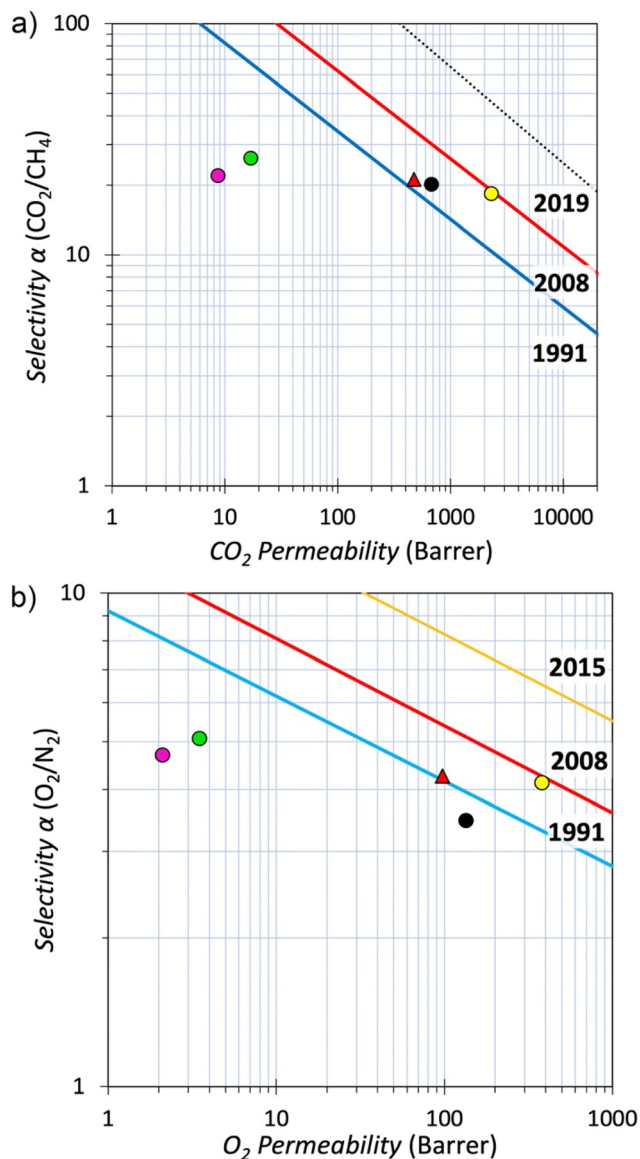 a)
100
10
1
Selectivity α (CO₂/CH₄)
2019
2008
1991
1 10 100 1000 10000
CO₂ Permeability (Barrer)
b)
10
1
Selectivity α (O₂/N₂)
2015
2008
1991
1 10 100 1000
O₂ Permeability (Barrer)